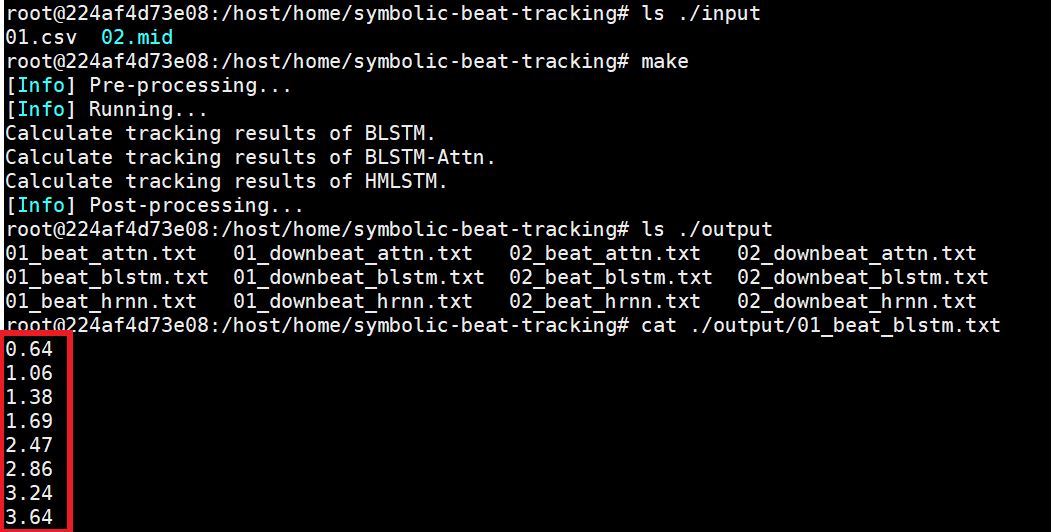 root@224af4d73e08:/host/home/symbolic-beat-tracking# ls ./input
01.csv  02.mid
root@224af4d73e08:/host/home/symbolic-beat-tracking# make
[Info] Pre-processing...
[Info] Running...
Calculate tracking results of BLSTM.
Calculate tracking results of BLSTM-Attn.
Calculate tracking results of HMLSTM.
[Info] Post-processing...
root@224af4d73e08:/host/home/symbolic-beat-tracking# ls ./output
01_beat_attn.txt   01_downbeat_attn.txt   02_beat_attn.txt   02_downbeat_attn.txt
01_beat_blstm.txt  01_downbeat_blstm.txt  02_beat_blstm.txt  02_downbeat_blstm.txt
01_beat_hrnn.txt   01_downbeat_hrnn.txt   02_beat_hrnn.txt   02_downbeat_hrnn.txt
root@224af4d73e08:/host/home/symbolic-beat-tracking# cat ./output/01_beat_blstm.txt
0.64
1.06
1.38
1.69
2.47
2.86
3.24
3.64